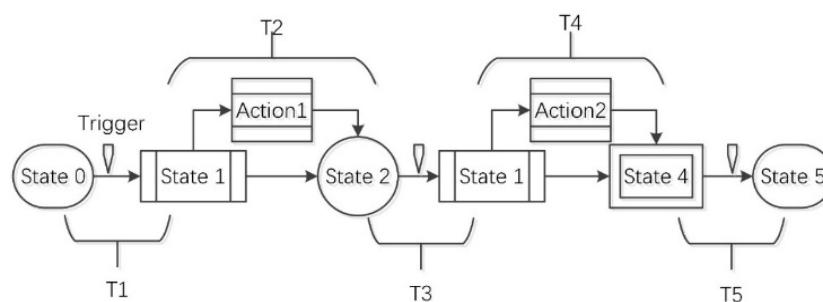 T2
T4
Action1
Action2
Trigger
State 0
State 1
State 2
State 1
State 4
State 5
T1
T3
T5